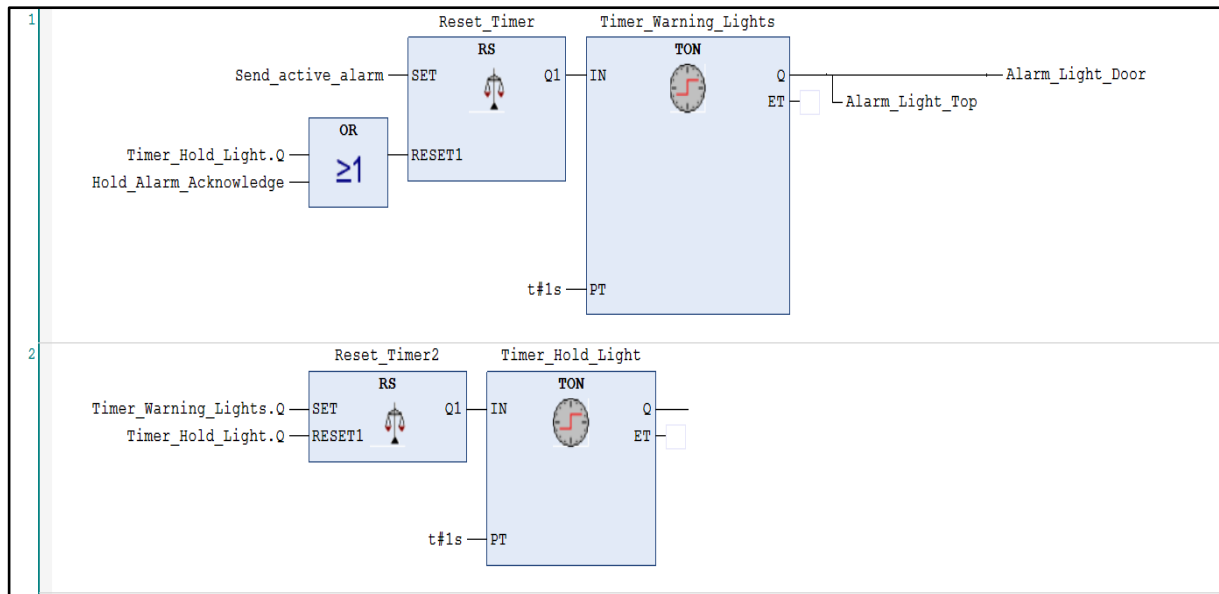 1
Reset_Timer
Timer_Warning_Lights
RS
TON
Send_active_alarm
SET
Q1
IN
Q
Alarm_Light_Door
ET
Alarm_Light_Top
OR
≥1
Timer_Hold_Light.Q
RESET1
Hold_Alarm_Acknowledge
t#1s
PT
2
Reset_Timer2
Timer_Hold_Light
RS
TON
Timer_Warning_Lights.Q
SET
Q1
IN
Q
Timer_Hold_Light.Q
RESET1
ET
t#1s
PT